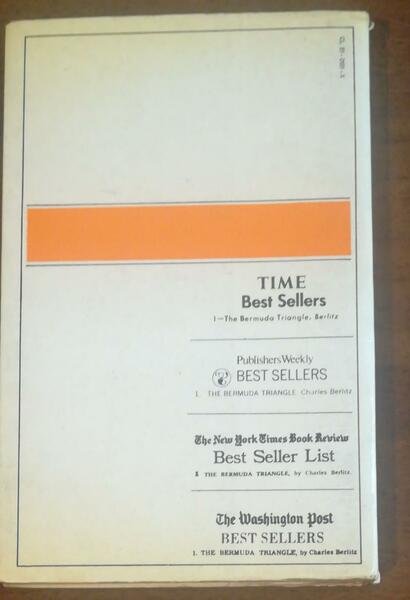 TIME
Best Sellers
1—The Bermuda Triangle, Berlitz
Publishers Weekly
BEST SELLERS
1. THE BERMUDA TRIANGLE. Charles Berlitz
The New York Times Book Review
Best Seller List
1 THE BERMUDA TRIANGLE, by Charles Berlitz.
The Washington Post
BEST SELLERS
1. THE BERMUDA TRIANGLE, by Charles Berlitz